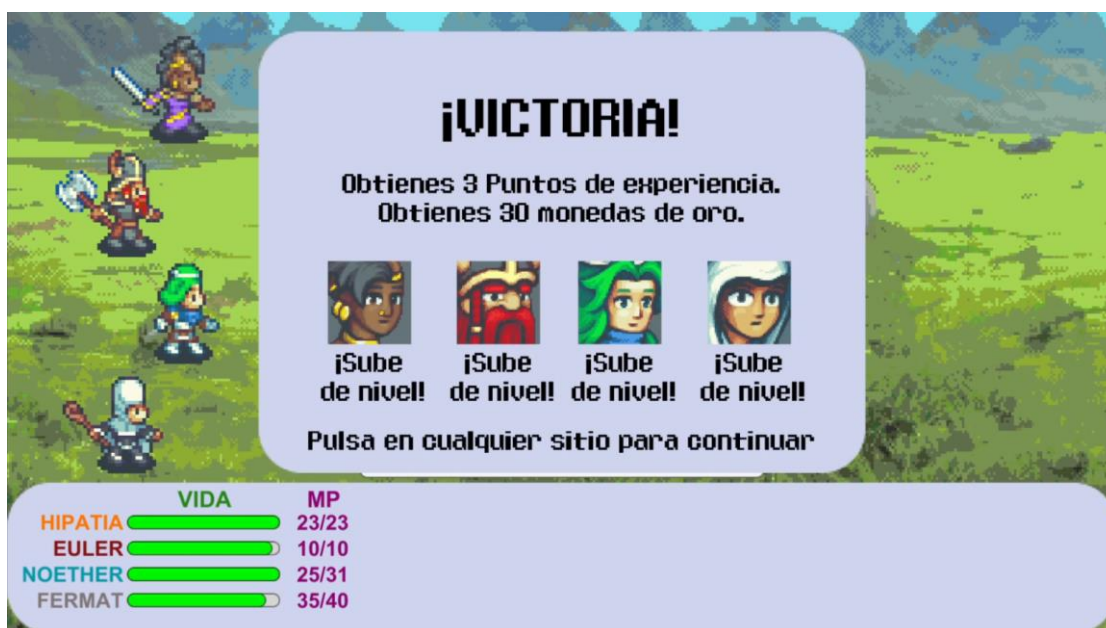 ¡VICTORIA!
Obtienes 3 Puntos de experiencia.
Obtienes 30 monedas de oro.
¡Sube de nivel!
¡Sube de nivel!
¡Sube de nivel!
¡Sube de nivel!
Pulsa en cualquier sitio para continuar
VIDA MP
HIPATIA 23/23
EULER 10/10
NOETHER 25/31
FERMAT 35/40